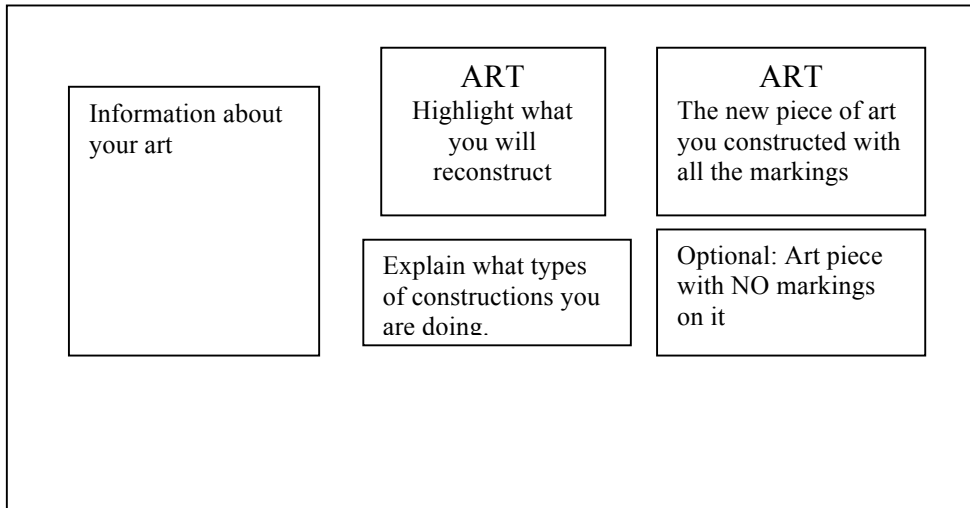 Information about
your art
ART
Highlight what
you will
reconstruct
Explain what types
of constructions you
are doing.
ART
The new piece of art
you constructed with
all the markings
Optional: Art piece
with NO markings
on it